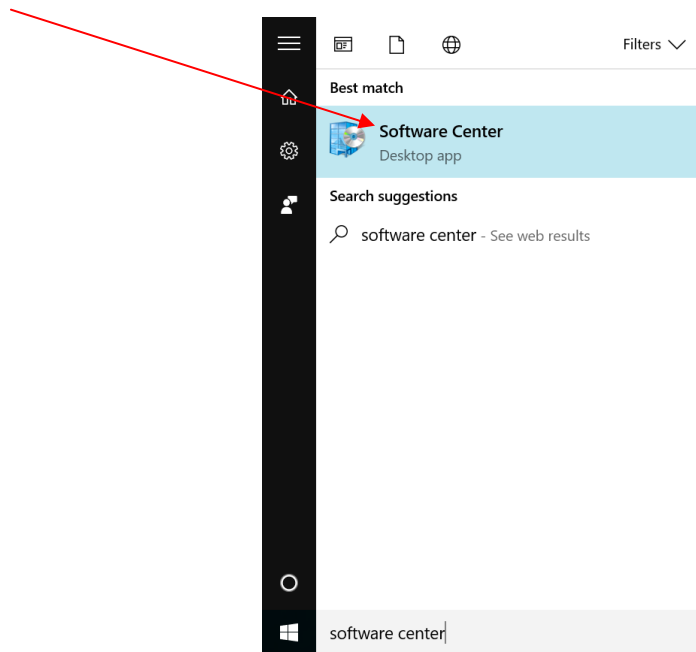 Filters
Best match
Software Center
Desktop app
Search suggestions
software center - See web results
software center